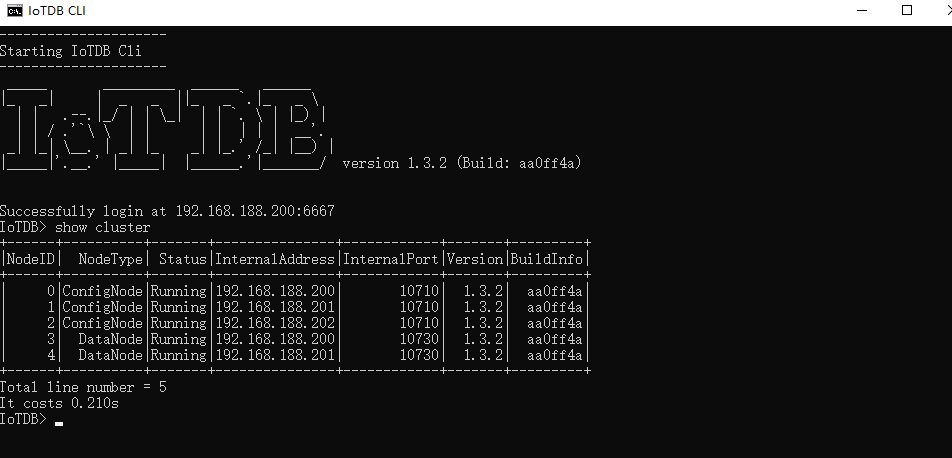 IoTDB CLI
---------------------
Starting IoTDB Cli
---------------------
IoTDB version 1.3.2 (Build: aa0ff4a)
Successfully login at 192.168.188.200:6667
IoTDB> show cluster
+------+----------+-------+---------------+------------+-------+---------+
|NodeID|  NodeType| Status|InternalAddress|InternalPort|Version|BuildInfo|
+------+----------+-------+---------------+------------+-------+---------+
|     0|ConfigNode|Running|192.168.188.200|       10710|  1.3.2|  aa0ff4a|
|     1|ConfigNode|Running|192.168.188.201|       10710|  1.3.2|  aa0ff4a|
|     2|ConfigNode|Running|192.168.188.202|       10710|  1.3.2|  aa0ff4a|
|     3|  DataNode|Running|192.168.188.200|       10730|  1.3.2|  aa0ff4a|
|     4|  DataNode|Running|192.168.188.201|       10730|  1.3.2|  aa0ff4a|
+------+----------+-------+---------------+------------+-------+---------+
Total line number = 5
It costs 0.210s
IoTDB>